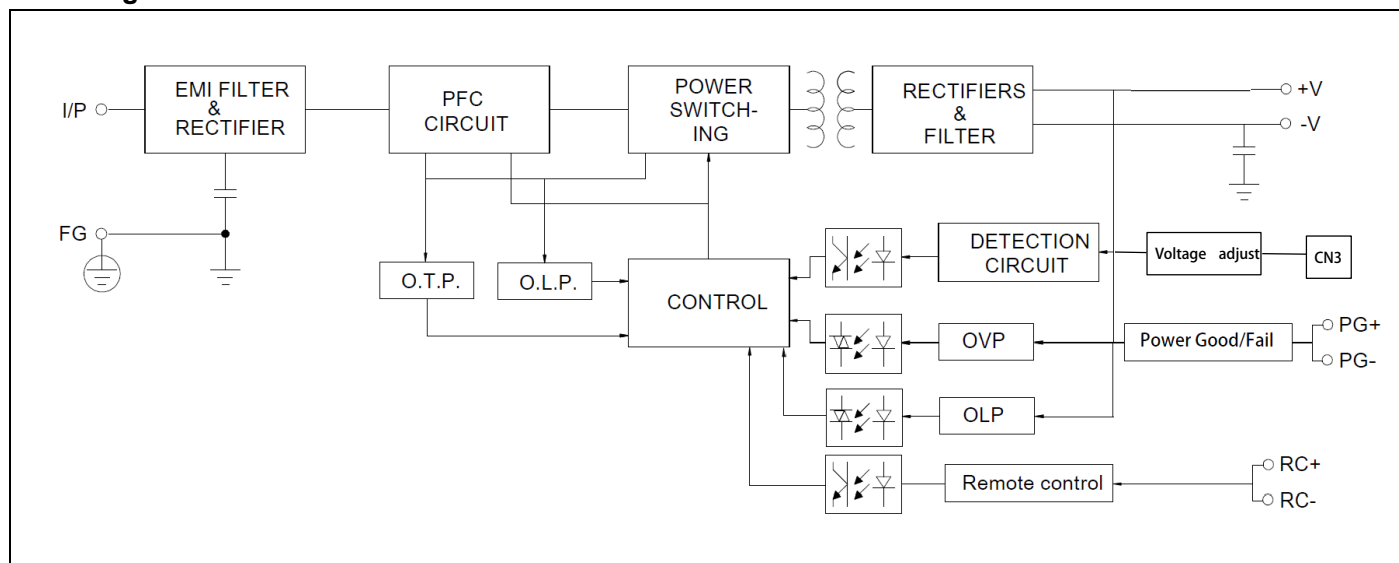 EMI FILTER
&
RECTIFIER
PFC
CIRCUIT
POWER
SWITCH-
ING
RECTIFIERS
&
FILTER
I/P
+V
-V
FG
O.T.P.
O.L.P.
CONTROL
DETECTION
CIRCUIT
Voltage adjust
CN3
OVP
Power Good/Fail
PG+
PG-
OLP
Remote control
RC+
RC-